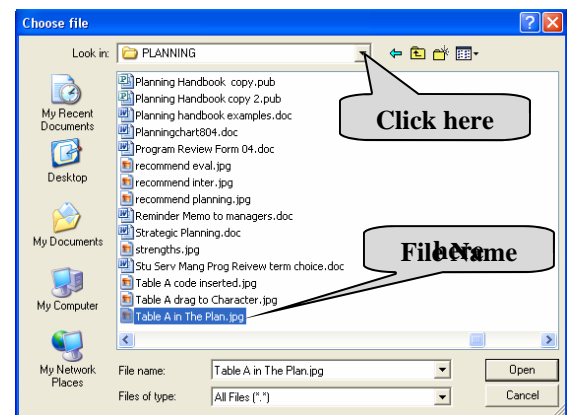 Choose file
Look in:
PLANNING
Planning Handbook copy.pub
Planning Handbook copy 2.pub
Planning handbook examples.doc
Planningchart804.doc
Program Review Form 04.doc
recommend eval.jpg
recommend inter.jpg
recommend planning.jpg
Reminder Memo to managers.doc
Strategic Planning.doc
strengths.jpg
Stu Serv Mang Prog Reivew term choice.doc
Table A code inserted.jpg
Table A drag to Character.jpg
Table A in The Plan.jpg
My Recent
Documents
Desktop
My Documents
My Computer
My Network
Places
Click here
File Name
here
File name:
Table A in The Plan.jpg
Open
Files of type:
All Files (*.*)
Cancel